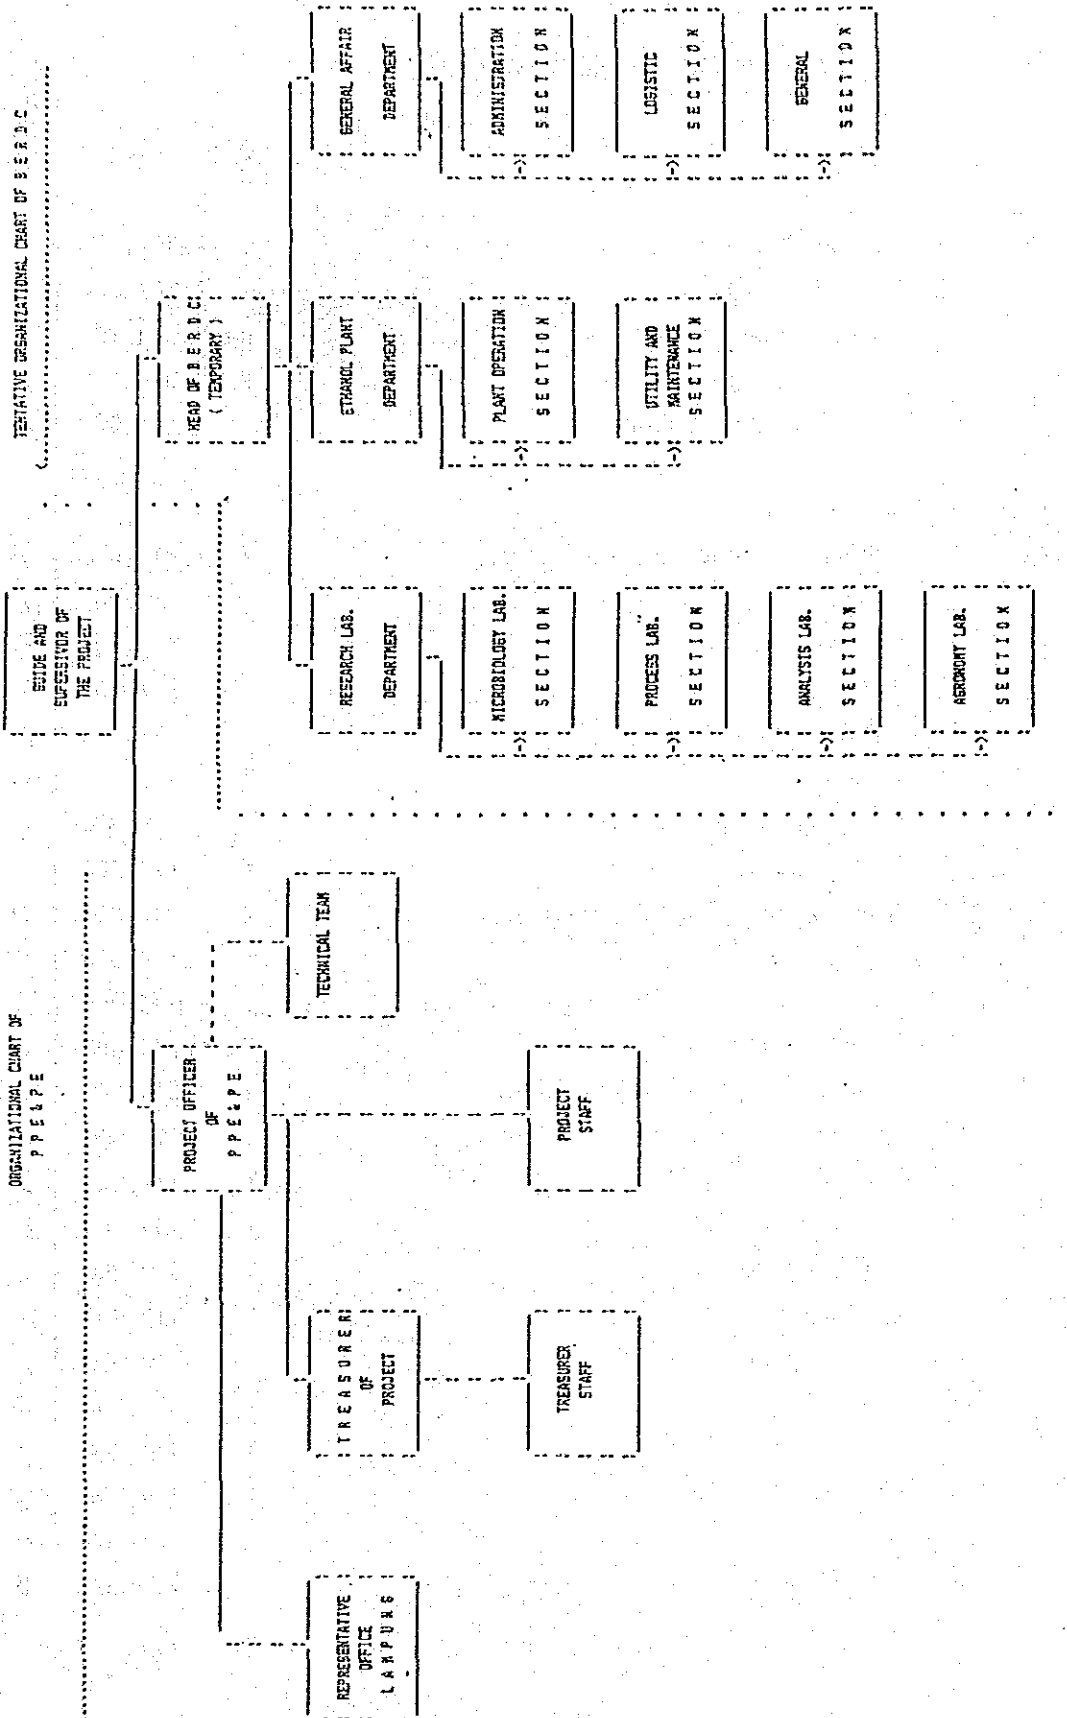 ORGANIZATIONAL CHART OF
P P E & P E
TENTATIVE ORGANIZATIONAL CHART OF B E R D C
GUIDE AND
SUPERSIVOR OF
THE PROJECT
PROJECT OFFICER
OF
P P E & P E
HEAD OF B E R D C
( TEMPORARY )
TECHNICAL TEAM
REPRESENTATIVE
OFFICE
L A M P U N G
T R E A S O R E R
OF
PROJECT
TREASURER
STAFF
PROJECT
STAFF
RESEARCH LAB.
DEPARTMENT
ETHANOL PLANT
DEPARTMENT
GENERAL AFFAIR
DEPARTMENT
MICROBIOLOGY LAB.
S E C T I O N
PLANT OPERATION
S E C T I O N
ADMINISTRATION
S E C T I O N
PROCESS LAB.
S E C T I O N
UTILITY AND
MAINTENANCE
S E C T I O N
LOGISTIC
S E C T I O N
ANALYSIS LAB.
S E C T I O N
GENERAL
S E C T I O N
AGRONOMY LAB.
S E C T I O N